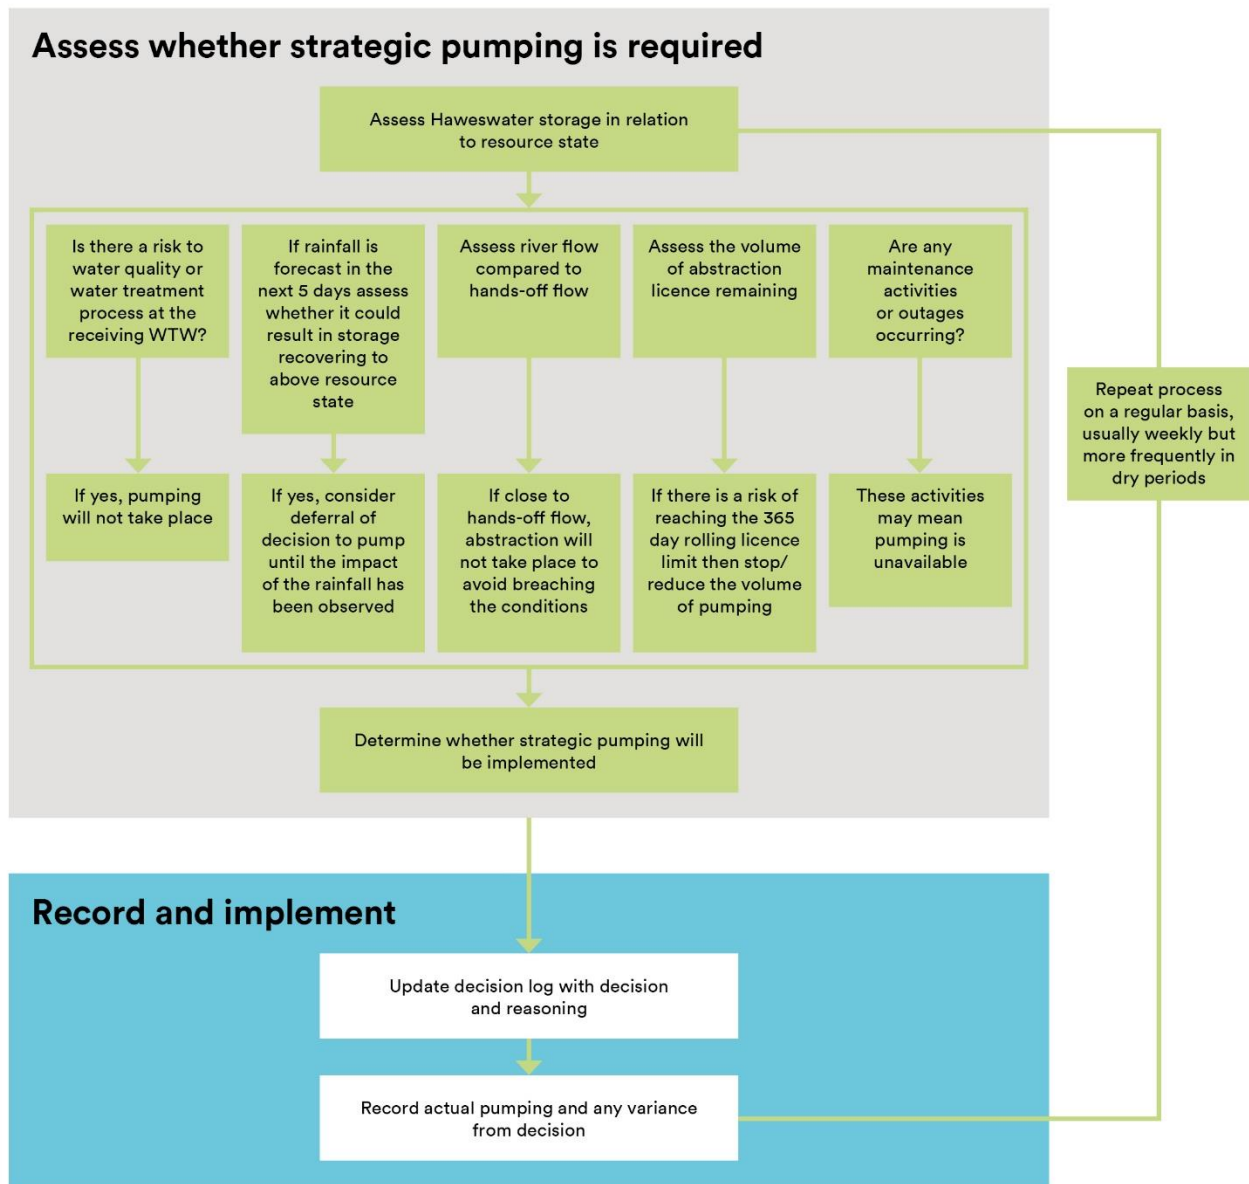 Assess whether strategic pumping is required
Assess Haweswater storage in relation
to resource state
Is there a risk to
water quality or
water treatment
process at the
receiving WTW?
If yes, pumping
will not take place
If rainfall is
forecast in the
next 5 days assess
whether it could
result in storage
recovering to
above resource
state
If yes, consider
deferral of
decision to pump
until the impact
of the rainfall has
been observed
Assess river flow
compared to
hands-off flow
If close to
hands-off flow,
abstraction will
not take place to
avoid breaching
the conditions
Assess the volume
of abstraction
licence remaining
If there is a risk of
reaching the 365
day rolling licence
limit then stop/
reduce the volume
of pumping
Are any
maintenance
activities
or outages
occurring?
These activities
may mean
pumping is
unavailable
Repeat process
on a regular basis,
usually weekly but
more frequently in
dry periods
Determine whether strategic pumping will
be implemented
Record and implement
Update decision log with decision
and reasoning
Record actual pumping and any variance
from decision